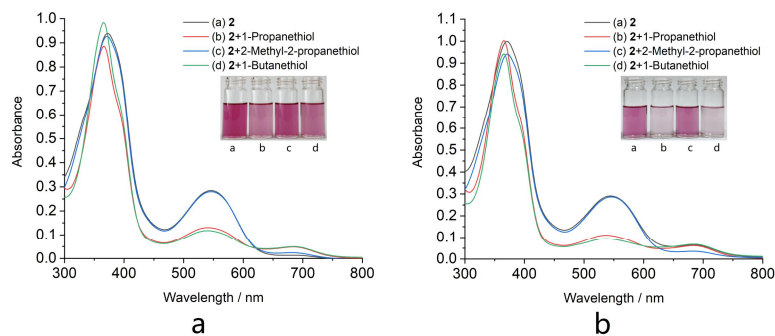 (a) 2
(b) 2+1-Propanethiol
(c) 2+2-Methyl-2-propanethiol
(d) 2+1-Butanethiol
a b c d
Absorbance
1.0
0.9
0.8
0.7
0.6
0.5
0.4
0.3
0.2
0.1
0.0
300 400 500 600 700 800
Wavelength / nm
a
(a) 2
(b) 2+1-Propanethiol
(c) 2+2-Methyl-2-propanethiol
(d) 2+1-Butanethiol
a b c d
Absorbance
1.1
1.0
0.9
0.8
0.7
0.6
0.5
0.4
0.3
0.2
0.1
0.0
300 400 500 600 700 800
Wavelength / nm
b